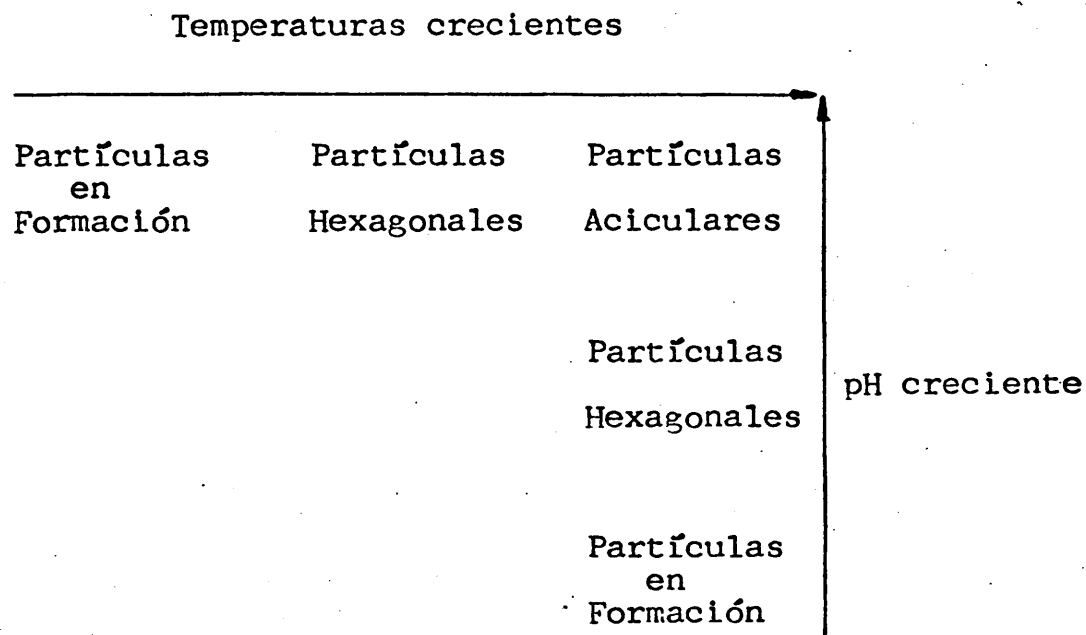 Temperaturas crecientes
Partículas
en
Formación
Partículas
Hexagonales
Partículas
Aciculares
Partículas
Hexagonales
pH creciente
Partículas
en
Formación